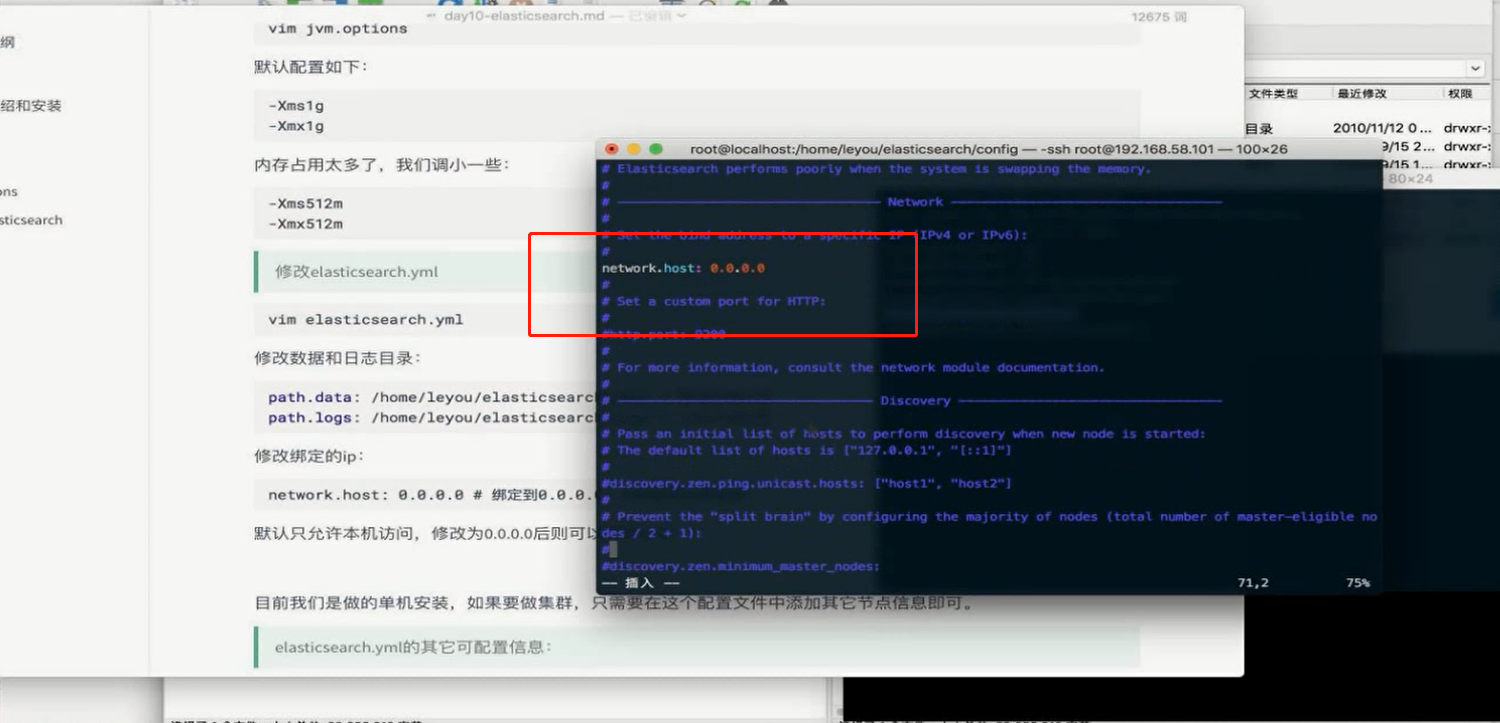 day10-elasticsearch.md — 已编辑
12675 词
纲
绍和安装
ons
sticsearch
vim jvm.options
默认配置如下：
-Xms1g
-Xmx1g
内存占用太多了，我们调小一些：
-Xms512m
-Xmx512m
修改elasticsearch.yml
vim elasticsearch.yml
修改数据和日志目录：
path.data: /home/leyou/elasticsearc
path.logs: /home/leyou/elasticsearch
修改绑定的ip：
network.host: 0.0.0.0 # 绑定到0.0.0.
默认只允许本机访问，修改为0.0.0.0后则可以
目前我们是做的单机安装，如果要做集群，只需要在这个配置文件中添加其它节点信息即可。
elasticsearch.yml的其它可配置信息：
文件类型 最近修改 权限
目录 2010/11/12 0... drwxr-
9/15 2... drwxr-
9/15 1... drwxr-
80×24
root@localhost:/home/leyou/elasticsearch/config — -ssh root@192.168.58.101 — 100×26
# Elasticsearch performs poorly when the system is swapping the memory.
#
# ---------------------------------- Network -----------------------------------
#
# Set the bind address to a specific IP (IPv4 or IPv6):
#
network.host: 0.0.0.0
#
# Set a custom port for HTTP:
#
#http.port: 9200
#
# For more information, consult the network module documentation.
#
# --------------------------------- Discovery ----------------------------------
#
# Pass an initial list of hosts to perform discovery when new node is started:
# The default list of hosts is ["127.0.0.1", "[::1]"]
#
#discovery.zen.ping.unicast.hosts: ["host1", "host2"]
#
# Prevent the "split brain" by configuring the majority of nodes (total number of master-eligible no
des / 2 + 1):
#
#discovery.zen.minimum_master_nodes:
-- 插入 --
71,2 75%